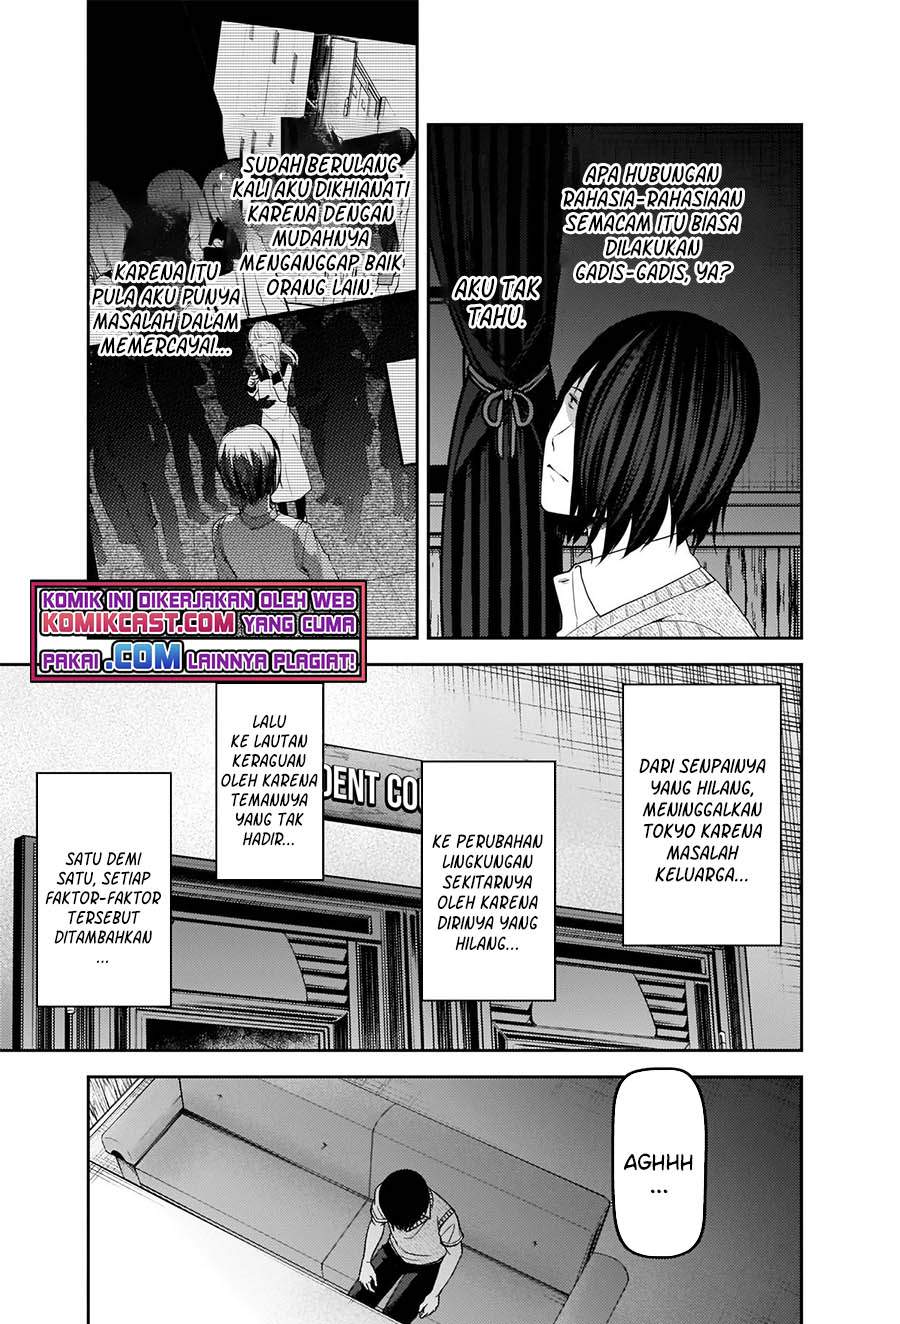 APA HUBUNGAN
RAHASIA-RAHASIAAN
SEMACAM ITU BIASA
DILAKUKAN
GADIS-GADIS, YA?
AKU TAK
TAHU.
SUDAH BERULANG
KALI AKU DIKHIANATI
KARENA DENGAN
MUDAHNYA
MENGANGGAP BAIK
ORANG LAIN.
KARENA ITU
PULA AKU PUNYA
MASALAH DALAM
MEMERCAYAI...
KOMIK INI DIKERJAKAN OLEH WEB
KOMIKCAST.COM YANG CUMA
PAKAI .COM LAINNYA PLAGIAT!
DARI SENPAINYA
YANG HILANG,
MENINGGALKAN
TOKYO KARENA
MASALAH
KELUARGA...
KE PERUBAHAN
LINGKUNGAN
SEKITARNYA
OLEH KARENA
DIRINYA YANG
HILANG...
LALU
KE LAUTAN
KERAGUAN
OLEH KARENA
TEMANNYA
YANG TAK
HADIR...
SATU DEMI
SATU, SETIAP
FAKTOR-FAKTOR
TERSEBUT
DITAMBAHKAN
...
DENT COU
AGHHH
...